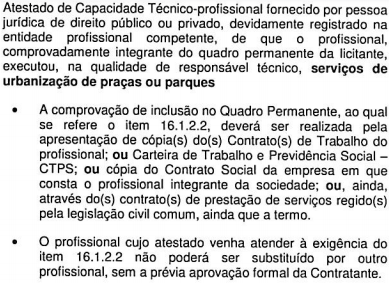 Atestado de Capacidade Técnico-profissional fornecido por pessoa
jurídica de direito público ou privado, devidamente registrado na
entidade profissional competente, de que o profissional,
comprovadamente integrante do quadro permanente da licitante,
executou, na qualidade de responsável técnico, serviços de
urbanização de praças ou parques
• A comprovação de inclusão no Quadro Permanente, ao qual
se refere o item 16.1.2.2, deverá ser realizada pela
apresentação de cópia(s) do(s) Contrato(s) de Trabalho do
profissional; ou Carteira de Trabalho e Previdência Social –
CTPS; ou cópia do Contrato Social da empresa em que
consta o profissional integrante da sociedade; ou, ainda,
através do(s) contrato(s) de prestação de serviços regido(s)
pela legislação civil comum, ainda que a termo.
• O profissional cujo atestado venha atender à exigência do
item 16.1.2.2 não poderá ser substituído por outro
profissional, sem a prévia aprovação formal da Contratante.